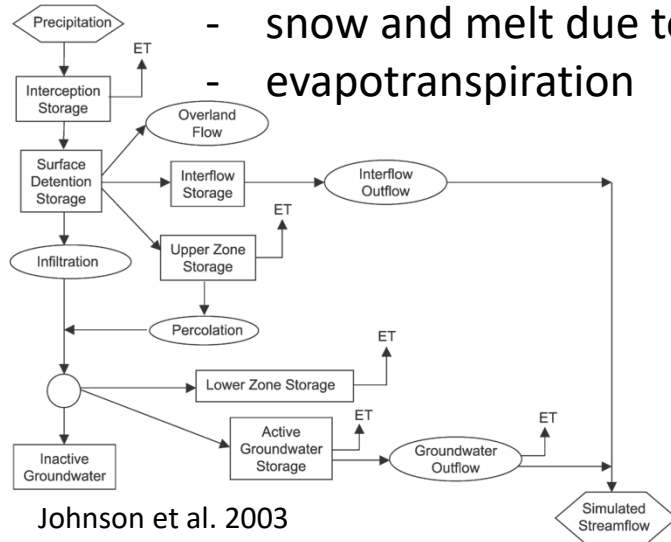 - snow and melt due to
- evapotranspiration
Precipitation
ET
Interception
Storage
Overland
Flow
Surface
Detention
Storage
Interflow
Storage
Interflow
Outflow
ET
Infiltration
Upper Zone
Storage
Percolation
ET
Lower Zone Storage
ET
ET
Active
Groundwater
Storage
Groundwater
Outflow
Inactive
Groundwater
Simulated
Streamflow
Johnson et al. 2003